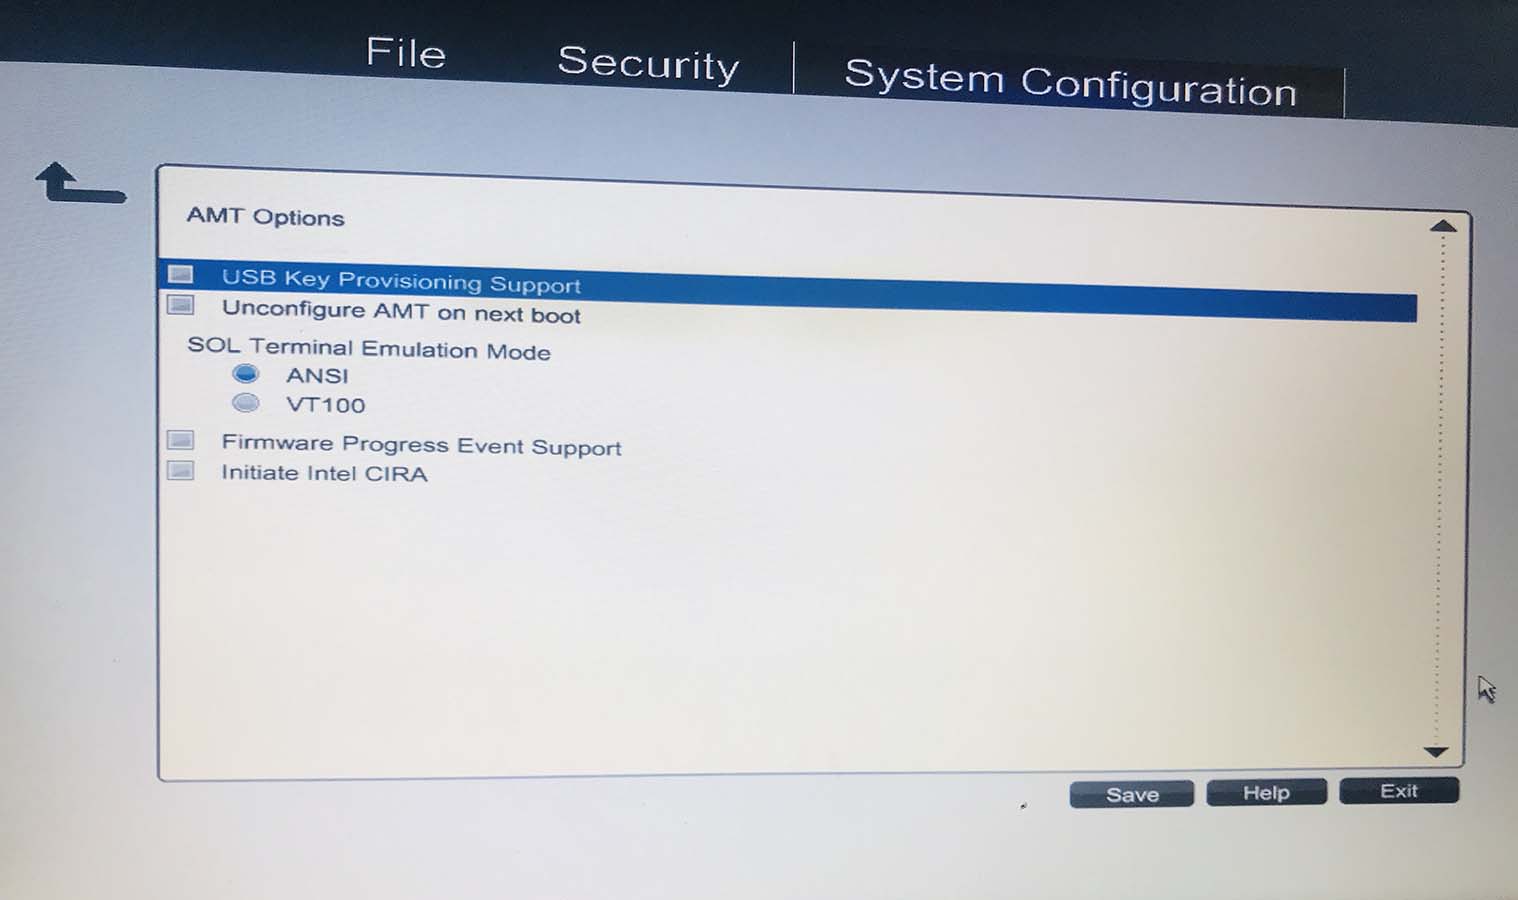 File Security System Configuration
AMT Options
USB Key Provisioning Support
Unconfigure AMT on next boot
SOL Terminal Emulation Mode
ANSI
VT100
Firmware Progress Event Support
Initiate Intel CIRA
Save Help Exit